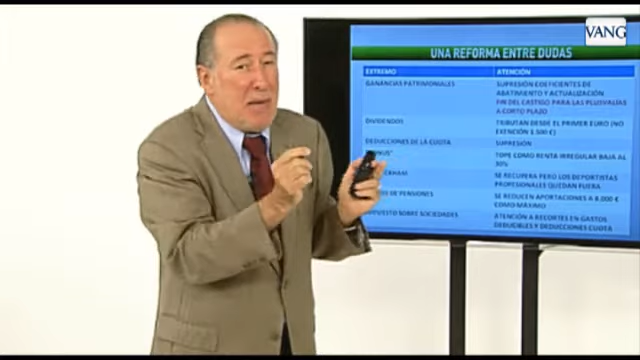 VANG
UNA REFORMA ENTRE DUDAS
EXTREMO ATENCIÓN
GANANCIAS PATRIMONIALES SUPRESIÓN COEFICIENTES DE
ABATIMIENTO Y ACTUALIZACIÓN
FIN DEL CASTIGO PARA LAS PLUSVALÍAS
A CORTO PLAZO
DIVIDENDOS TRIBUTAN DESDE EL PRIMER EURO (NO
EXENCIÓN 1.500 €)
DEDUCCIONES DE LA CUOTA SUPRESIÓN
TOPE COMO RENTA IRREGULAR BAJA AL
30%
SE RECUPERA PERO LOS DEPORTISTAS
PROFESIONALES QUEDAN FUERA.
DE PENSIONES SE REDUCEN APORTACIONES A 8.000 €
COMO MÁXIMO
SOBRE SOCIEDADES ATENCIÓN A RECORTES EN GASTOS
DEDUCIBLES Y DEDUCCIONES CUOTA